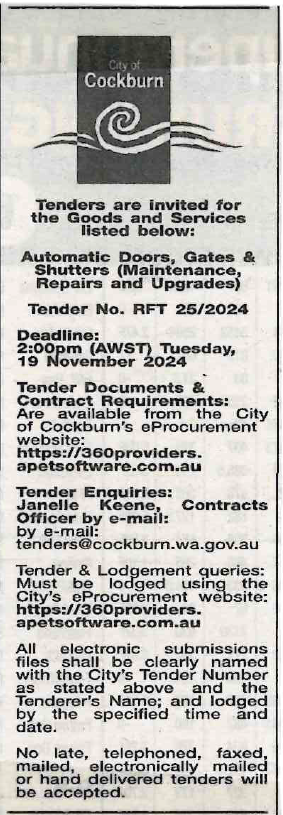 City of
Cockburn
Tenders are invited for
the Goods and Services
listed below:
Automatic Doors, Gates &
Shutters (Maintenance,
Repairs and Upgrades)
Tender No. RFT 25/2024
Deadline:
2:00pm (AWST) Tuesday,
19 November 2024
Tender Documents &
Contract Requirements:
Are available from the City
of Cockburn's eProcurement
website:
https://360providers.
apetsoftware.com.au
Tender Enquiries:
Janelle Keene, Contracts
Officer by e-mail:
by e-mail:
tenders@cockburn.wa.gov.au
Tender & Lodgement queries:
Must be lodged using the
City's eProcurement website:
https://360providers.
apetsoftware.com.au
All electronic submissions
files shall be clearly named
with the City's Tender Number
as stated above and the
Tenderer's Name; and lodged
by the specified time and
date.
No late, telephoned, faxed,
mailed, electronically mailed
or hand delivered tenders will
be accepted.